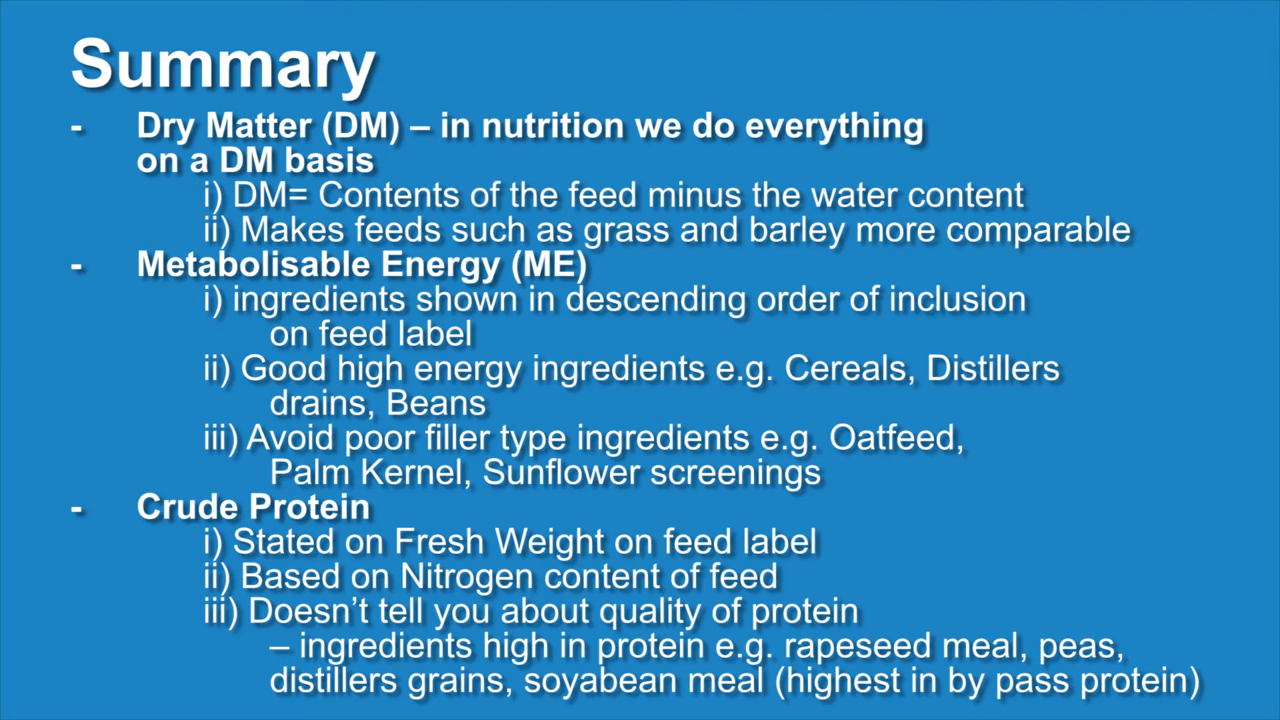 Summary
- Dry Matter (DM) – in nutrition we do everything
on a DM basis
i) DM= Contents of the feed minus the water content
ii) Makes feeds such as grass and barley more comparable
- Metabolisable Energy (ME)
i) ingredients shown in descending order of inclusion
on feed label
ii) Good high energy ingredients e.g. Cereals, Distillers
drains, Beans
iii) Avoid poor filler type ingredients e.g. Oatfeed,
Palm Kernel, Sunflower screenings
- Crude Protein
i) Stated on Fresh Weight on feed label
ii) Based on Nitrogen content of feed
iii) Doesn’t tell you about quality of protein
– ingredients high in protein e.g. rapeseed meal, peas,
distillers grains, soyabean meal (highest in by pass protein)